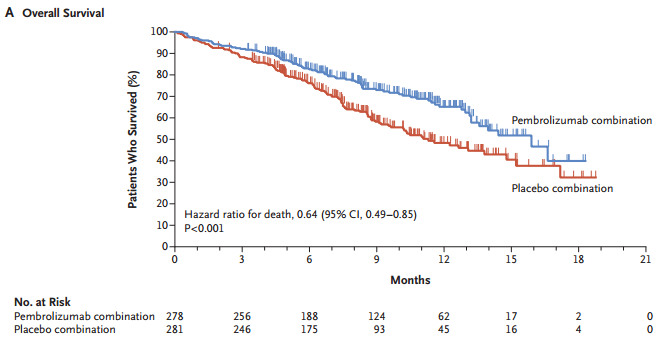 A Overall Survival
100
90
80
70
60
50
40
30
20
10
0
Patients Who Survived (%)
Pembrolizumab combination
Placebo combination
Hazard ratio for death, 0.64 (95% CI, 0.49–0.85)
P<0.001
0 3 6 9 12 15 18 21
Months
No. at Risk
Pembrolizumab combination 278 256 188 124 62 17 2 0
Placebo combination 281 246 175 93 45 16 4 0